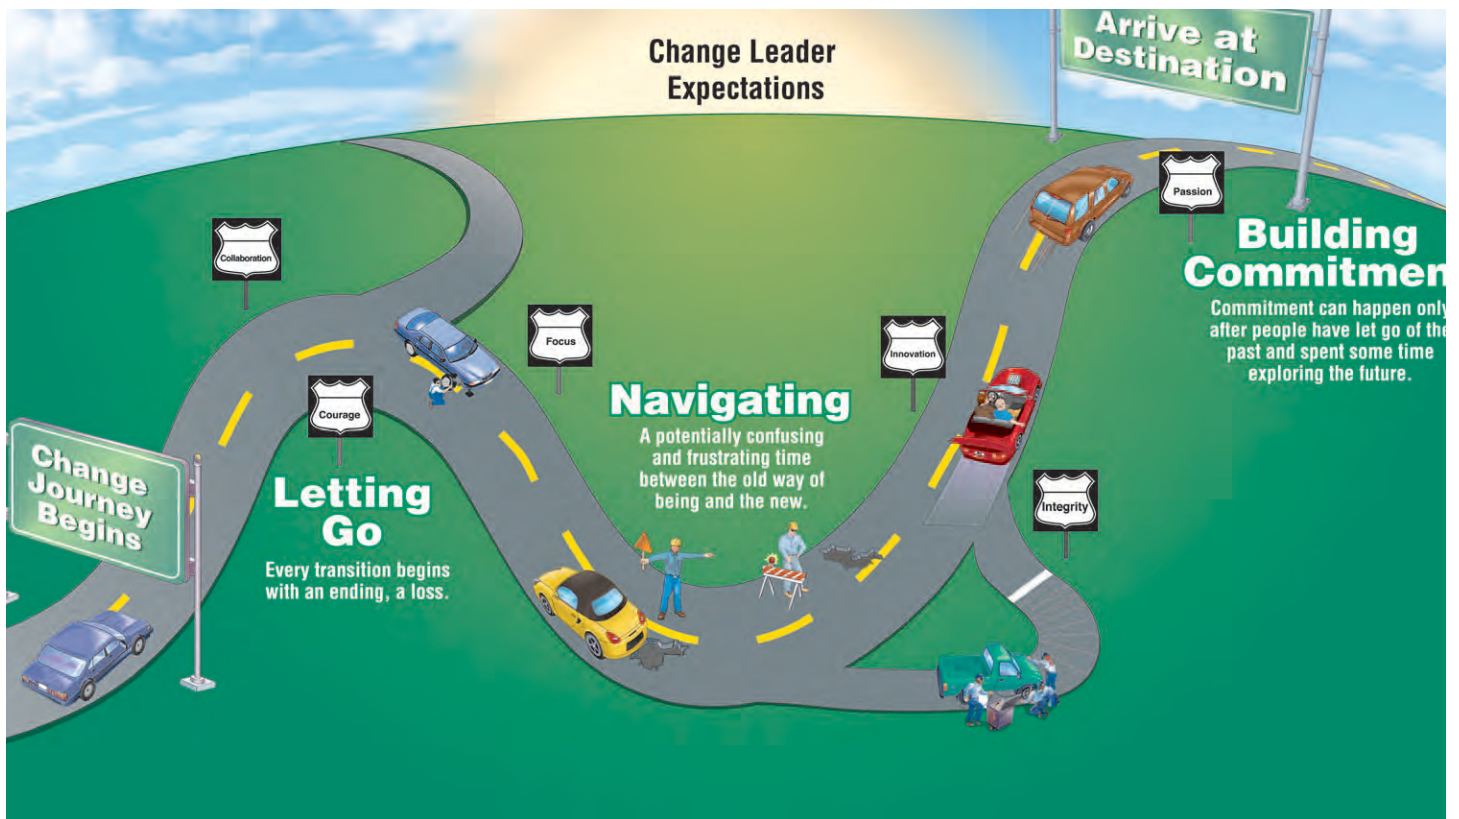 Change Leader
Expectations
Arrive at
Destination
Passion
Building
Commitmen
Commitment can happen only
after people have let go of the
past and spent some time
exploring the future.
Collaboration
Focus
Innovation
Courage
Navigating
A potentially confusing
and frustrating time
between the old way of
being and the new.
Change
Journey
Begins
Letting
Go
Every transition begins
with an ending, a loss.
Integrity